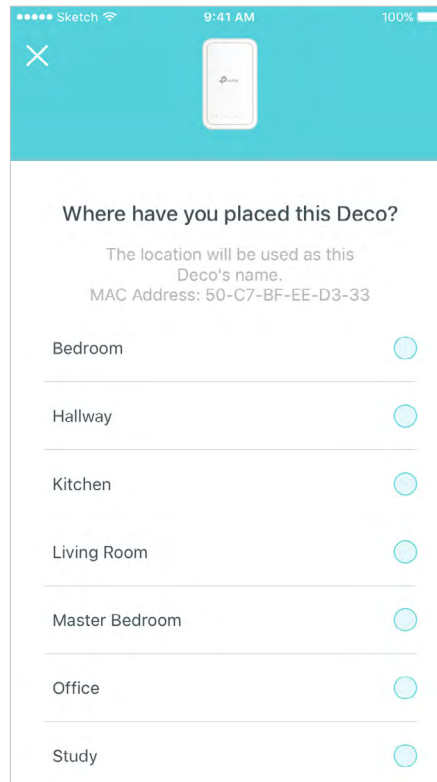 Sketch 9:41 AM 100%
Where have you placed this Deco?
The location will be used as this
Deco's name.
MAC Address: 50-C7-BF-EE-D3-33
Bedroom
Hallway
Kitchen
Living Room
Master Bedroom
Office
Study